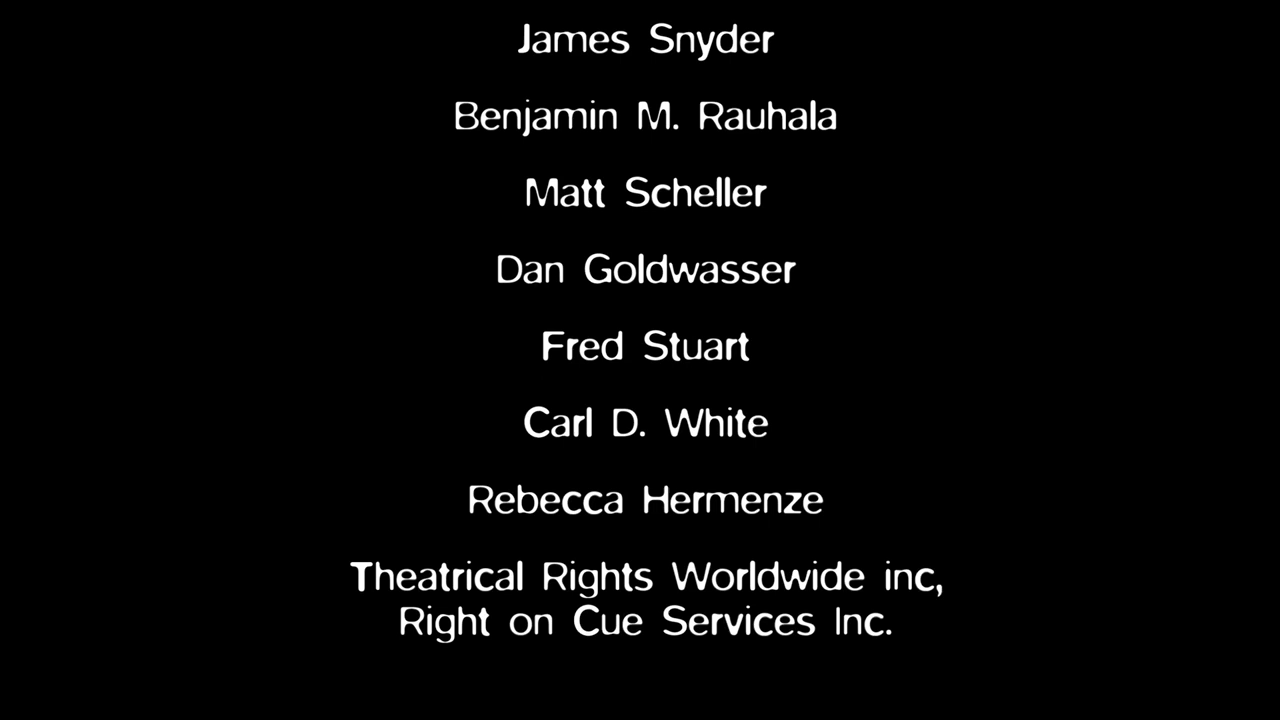 James Snyder
Benjamin M. Rauhala
Matt Scheller
Dan Goldwasser
Fred Stuart
Carl D. White
Rebecca Hermenze
Theatrical Rights Worldwide inc,
Right on Cue Services Inc.